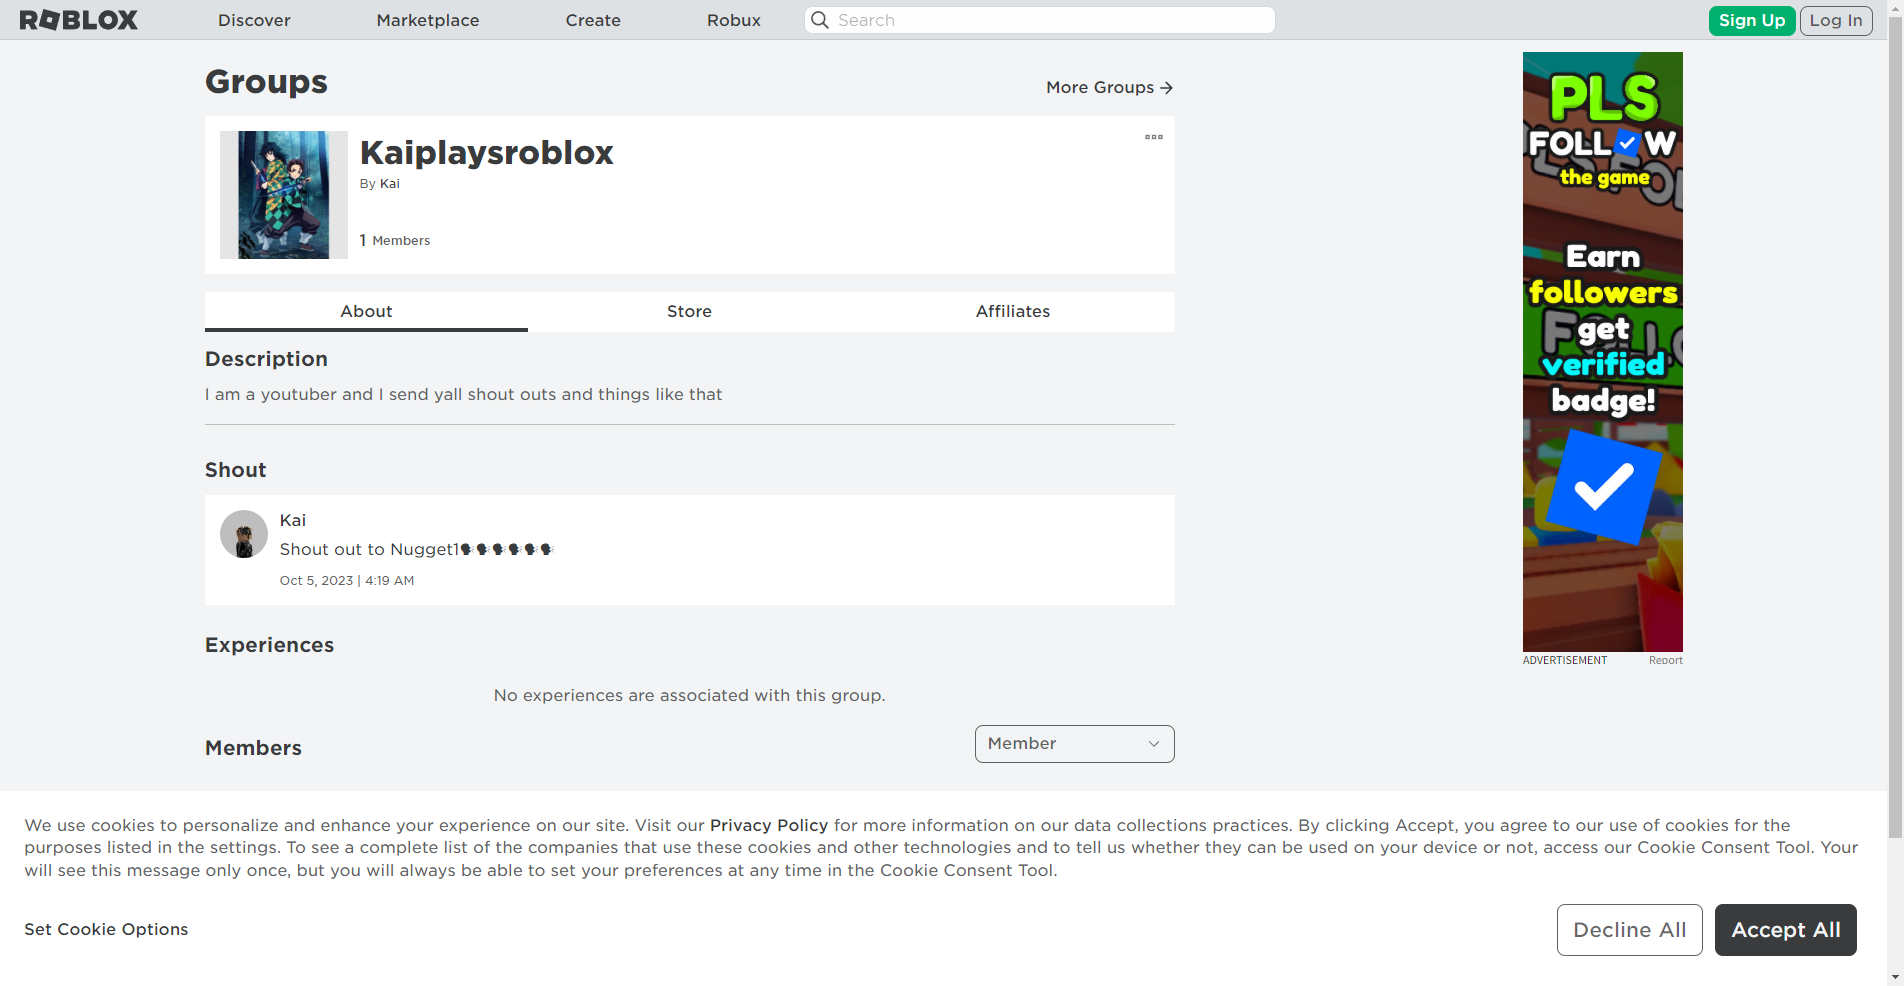 ROBLOX
Discover
Marketplace
Create
Robux
Search
Sign Up
Log In
Groups
More Groups
Kaiplaysroblox
By Kai
1 Members
About
Store
Affiliates
Description
I am a youtuber and I send yall shout outs and things like that
Shout
Kai
Shout out to Nugget1🗣🗣🗣🗣🗣🗣
Oct 5, 2023 | 4:19 AM
Experiences
No experiences are associated with this group.
Members
Member
PLS
FOLLOW
the game
Earn
followers
get
verified
badge!
ADVERTISEMENT
Report
We use cookies to personalize and enhance your experience on our site. Visit our Privacy Policy for more information on our data collections practices. By clicking Accept, you agree to our use of cookies for the
purposes listed in the settings. To see a complete list of the companies that use these cookies and other technologies and to tell us whether they can be used on your device or not, access our Cookie Consent Tool. Your
will see this message only once, but you will always be able to set your preferences at any time in the Cookie Consent Tool.
Set Cookie Options
Decline All
Accept All